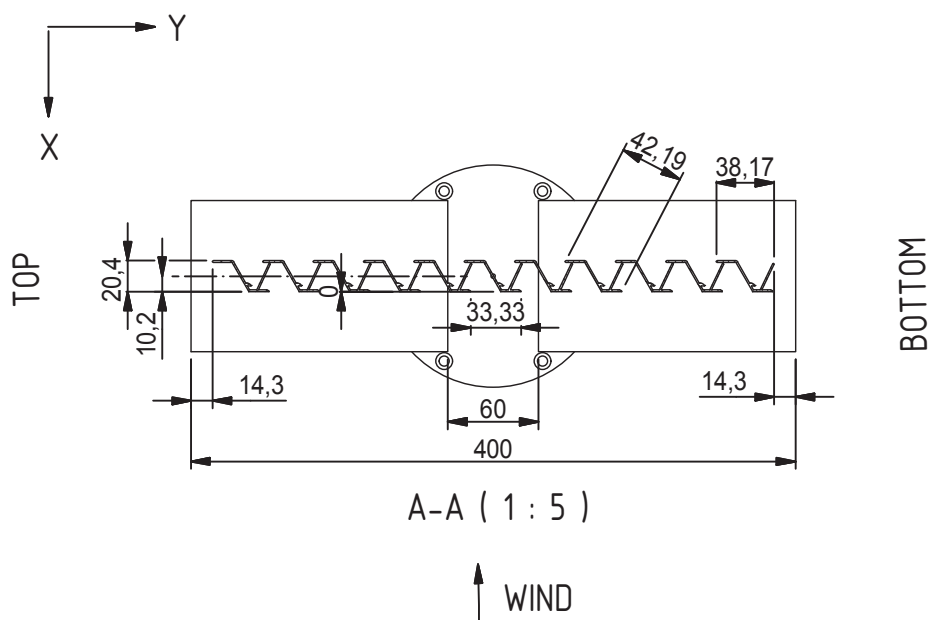 Y
X
42,19
38,17
TOP
20,4
10,2
0
33,33
BOTTOM
14,3
60
14,3
400
A-A ( 1 : 5 )
WIND